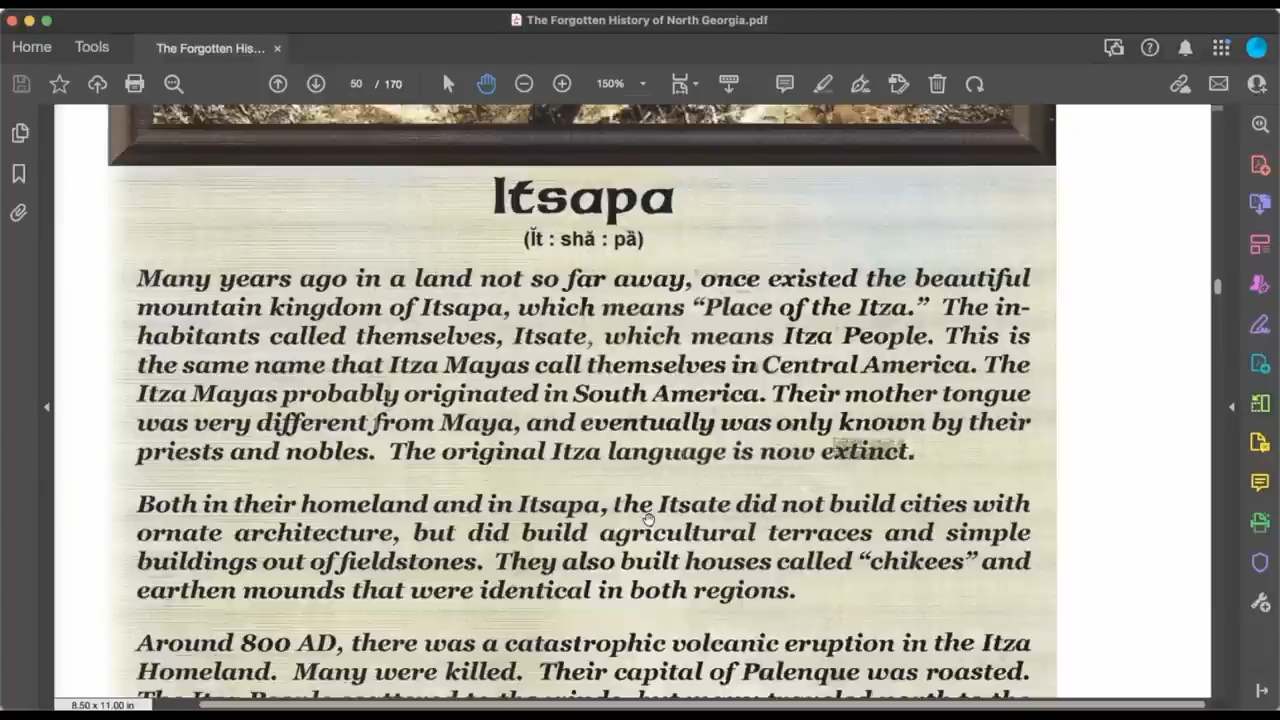 The Forgotten History of North Georgia.pdf
Home Tools The Forgotten His... ×
50 / 170 150%
Itsapa
(Ĭt : shă : pȁ)
Many years ago in a land not so far away, once existed the beautiful
mountain kingdom of Itsapa, which means “Place of the Itza.” The in-
habitants called themselves, Itsate, which means Itza People. This is
the same name that Itza Mayas call themselves in Central America. The
Itza Mayas probably originated in South America. Their mother tongue
was very different from Maya, and eventually was only known by their
priests and nobles. The original Itza language is now extinct.
Both in their homeland and in Itsapa, the Itsate did not build cities with
ornate architecture, but did build agricultural terraces and simple
buildings out of fieldstones. They also built houses called “chikees” and
earthen mounds that were identical in both regions.
Around 800 AD, there was a catastrophic volcanic eruption in the Itza
Homeland. Many were killed. Their capital of Palenque was roasted.
8.50 x 11.00 in